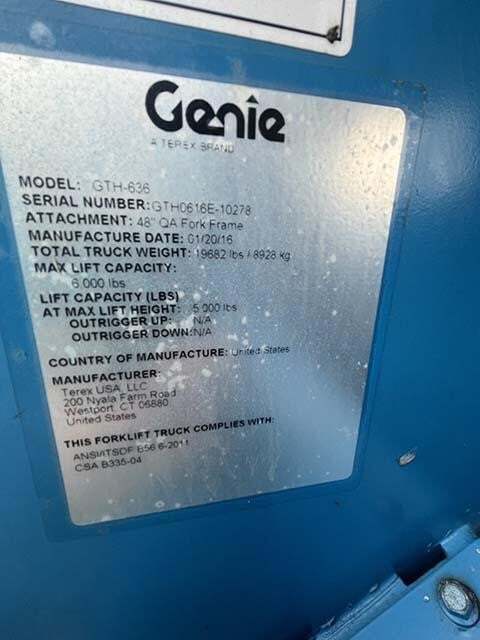 Genie
A TEREX BRAND
MODEL: GTH-636
SERIAL NUMBER: GTH0616E-10278
ATTACHMENT: 48" QA Fork Frame
MANUFACTURE DATE: 01/20/16
TOTAL TRUCK WEIGHT: 19682 lbs / 8928 kg
MAX LIFT CAPACITY:
6,000 lbs
LIFT CAPACITY (LBS)
AT MAX LIFT HEIGHT: 5,000 lbs
OUTRIGGER UP: N/A
OUTRIGGER DOWN: N/A
COUNTRY OF MANUFACTURE: United States
MANUFACTURER:
Terex USA, LLC
200 Nyala Farm Road
Westport, CT 06880
United States
THIS FORKLIFT TRUCK COMPLIES WITH:
ANSI/ITSDF B56.6-2011
CSA B335-04